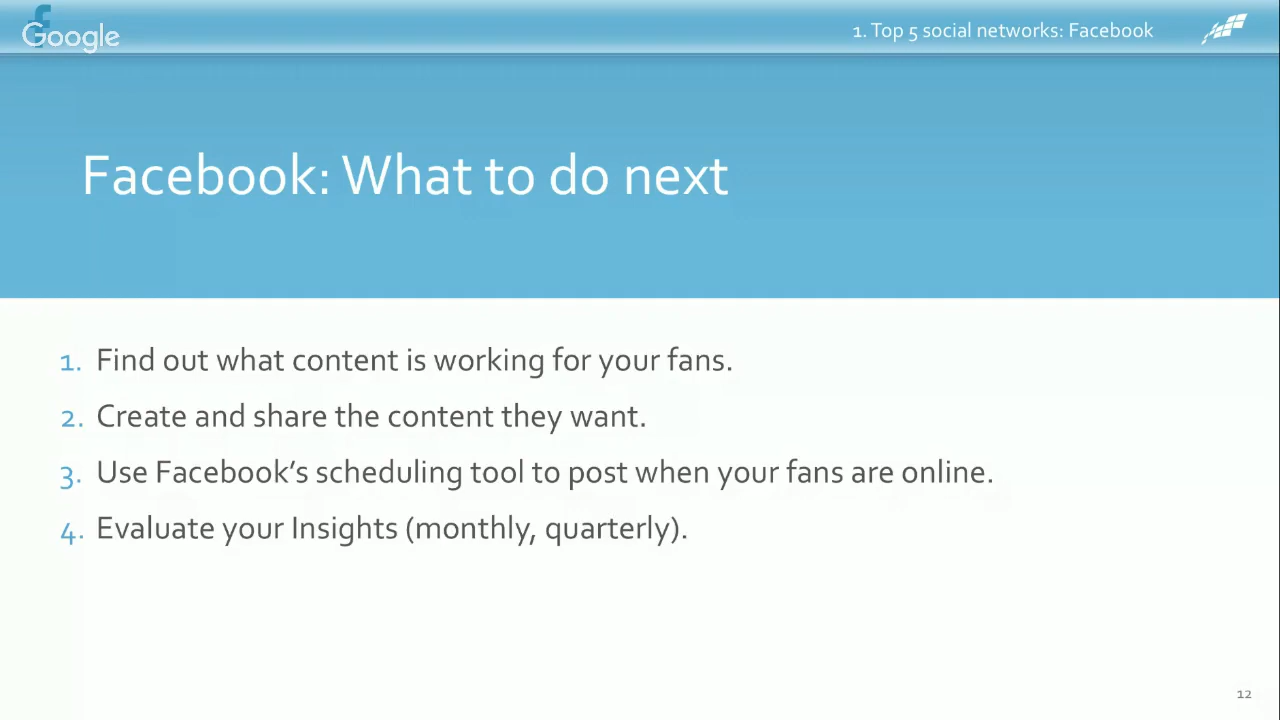 Google
1. Top 5 social networks: Facebook
Facebook: What to do next
1. Find out what content is working for your fans.
2. Create and share the content they want.
3. Use Facebook’s scheduling tool to post when your fans are online.
4. Evaluate your Insights (monthly, quarterly).
12